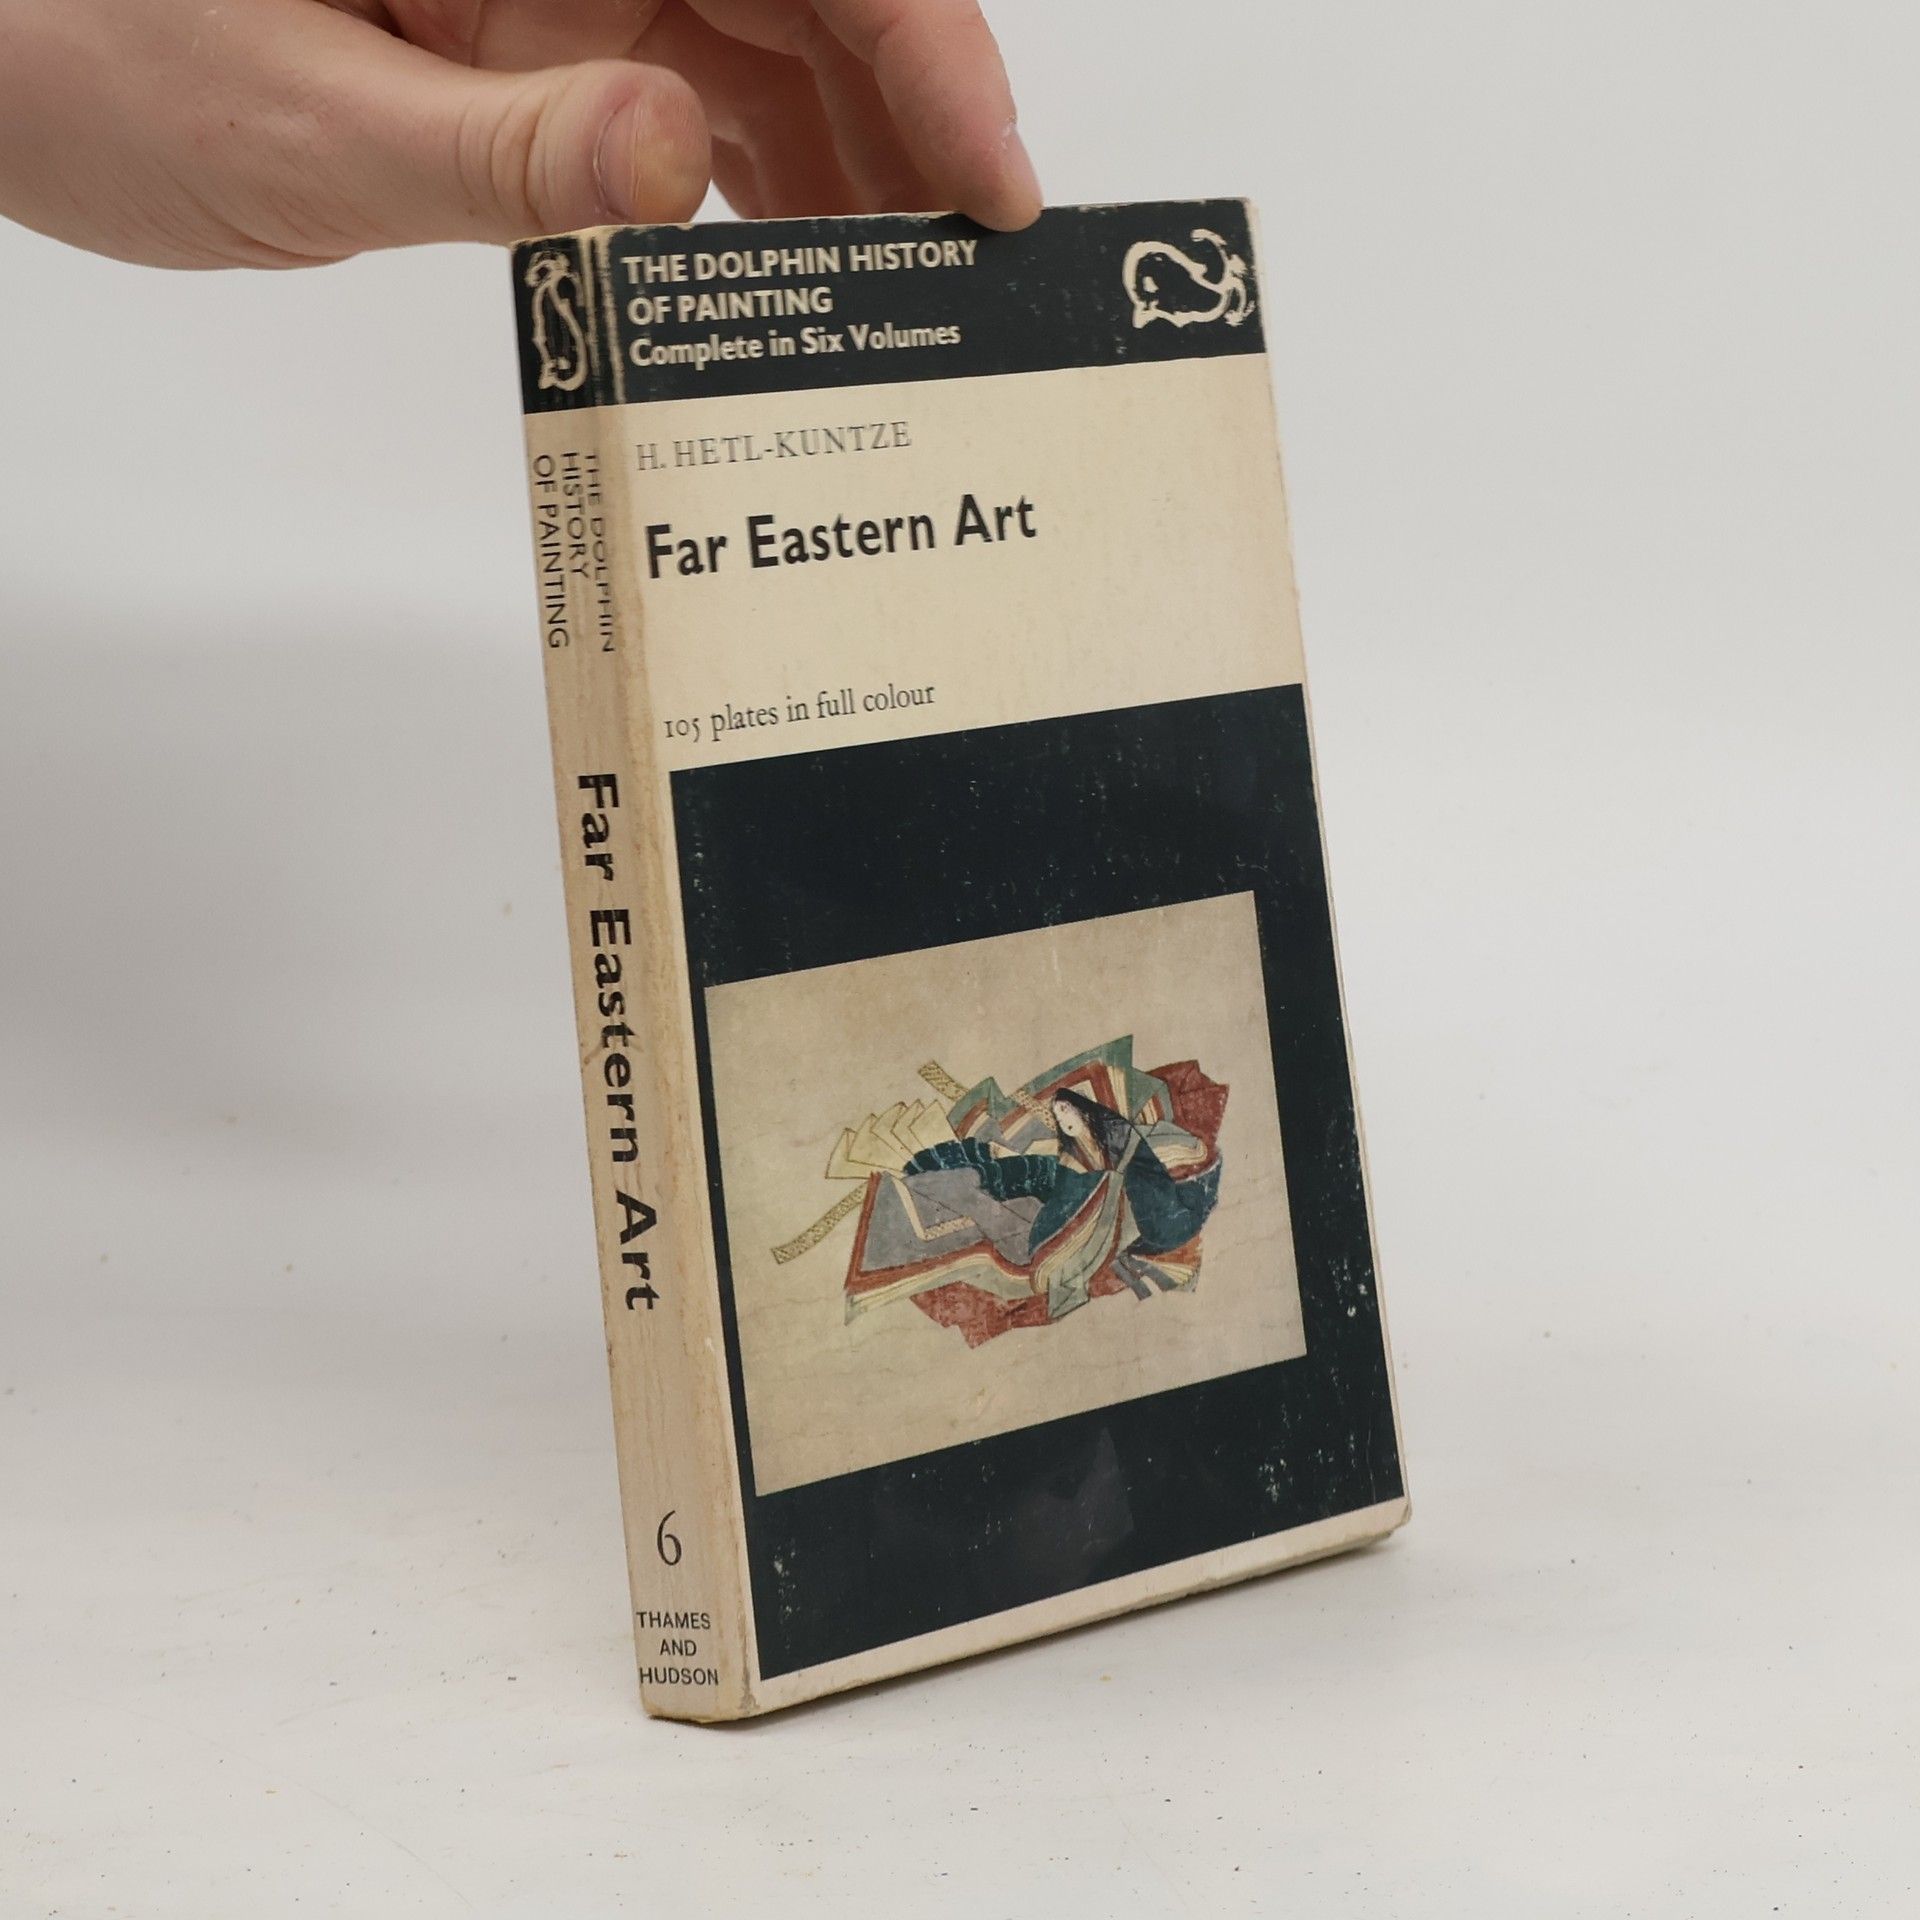 THE DOLPHIN HISTORY
OF PAINTING
Complete in Six Volumes
H. HETL-KUNTZE
Far Eastern Art
105 plates in full colour
THE DOLPHIN
HISTORY
OF PAINTING
Far Eastern Art
6
THAMES
AND
HUDSON